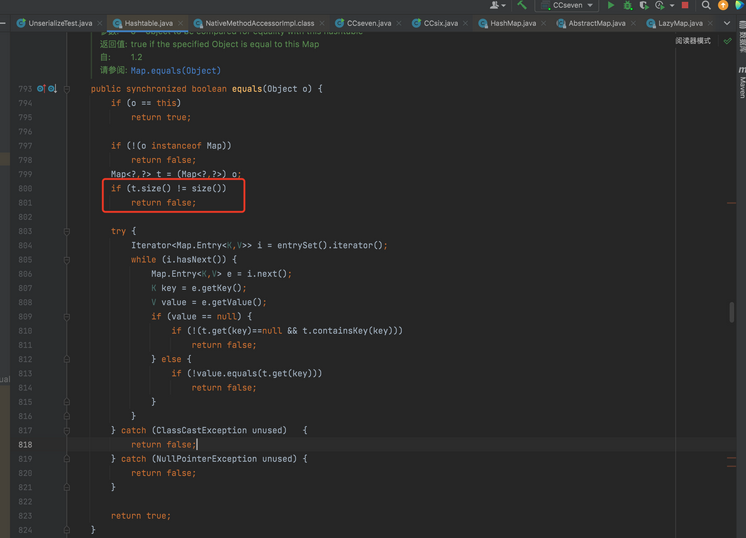 CCseven
UnserializeTest.java
Hashtable.java
NativeMethodAccessorImpl.class
CCseven.java
CCsix.java
HashMap.java
AbstractMap.java
LazyMap.java
阅读器模式
数据库
Maven
返回值: true if the specified Object is equal to this Map
自: 1.2
请参阅: Map.equals(Object)
793 public synchronized boolean equals(Object o) {
794 if (o == this)
795 return true;
796
797 if (!(o instanceof Map))
798 return false;
799 Map<?,?> t = (Map<?,?>) o;
800 if (t.size() != size())
801 return false;
802
803 try {
804 Iterator<Map.Entry<K,V>> i = entrySet().iterator();
805 while (i.hasNext()) {
806 Map.Entry<K,V> e = i.next();
807 K key = e.getKey();
808 V value = e.getValue();
809 if (value == null) {
810 if (!(t.get(key)==null && t.containsKey(key)))
811 return false;
812 } else {
813 if (!value.equals(t.get(key)))
814 return false;
815 }
816 }
817 } catch (ClassCastException unused) {
818 return false;
819 } catch (NullPointerException unused) {
820 return false;
821 }
822
823 return true;
824 }